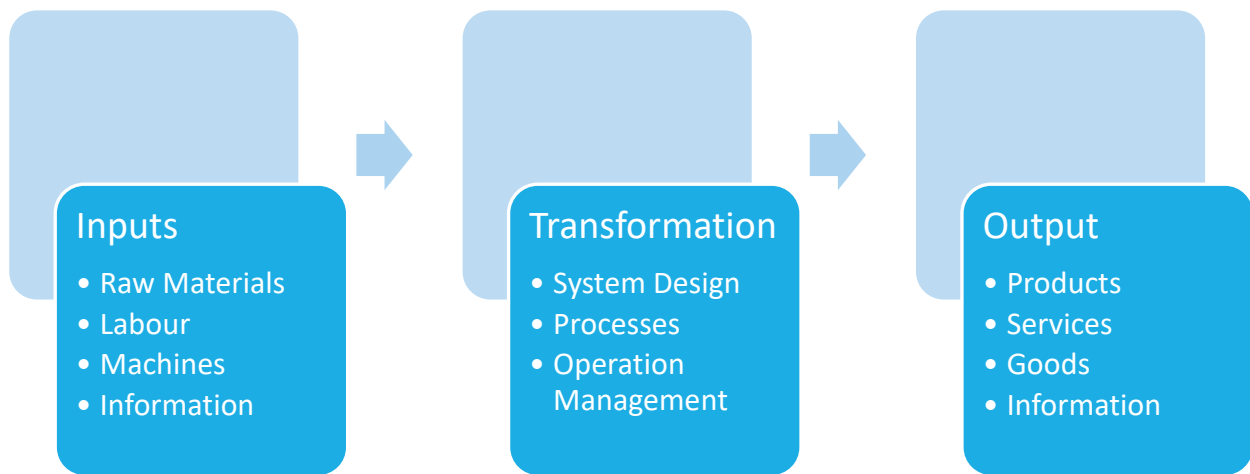 Inputs
• Raw Materials
• Labour
• Machines
• Information
Transformation
• System Design
• Processes
• Operation
Management
Output
• Products
• Services
• Goods
• Information